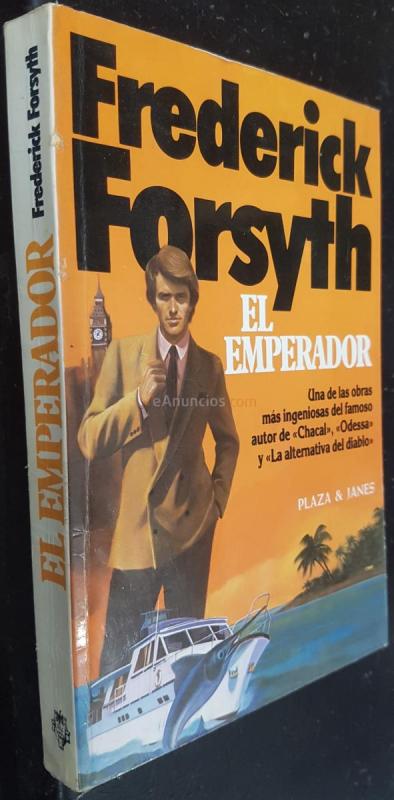 Frederick
Forsyth
EL
EMPERADOR
Una de las obras
más ingeniosas del famoso
autor de «Chacal», «Odessa»
y «La alternativa del diablo»
PLAZA & JANES
EL EMPERADOR Frederick Forsyth
eAnuncios.com